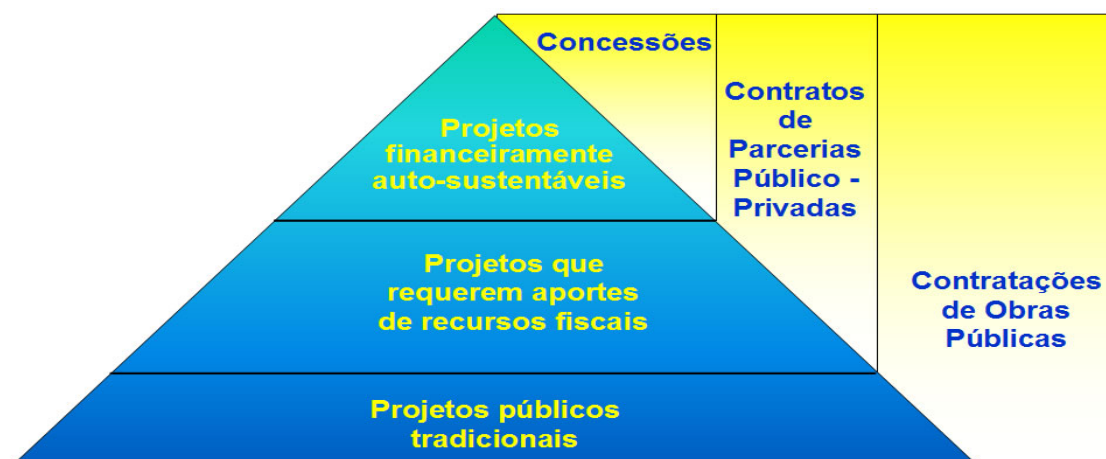 Concessões
Contratos
de
Parcerias
Público -
Privadas
Projetos
financeiramente
auto-sustentáveis
Projetos que
requerem aportes
de recursos fiscais
Contratações
de Obras
Públicas
Projetos públicos
tradicionais